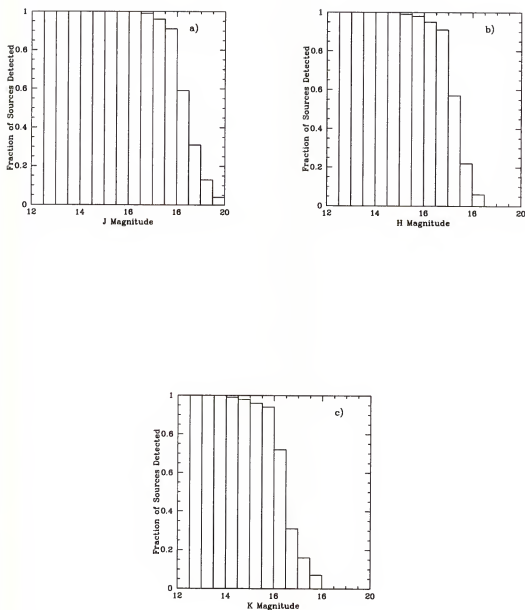 a)
1
0.8
0.6
0.4
0.2
0
Fraction of Sources Detected
12 14 16 18 20
J Magnitude
b)
1
0.8
0.6
0.4
0.2
0
Fraction of Sources Detected
12 14 16 18 20
H Magnitude
c)
1
0.8
0.6
0.4
0.2
0
Fraction of Sources Detected
12 14 16 18 20
K Magnitude